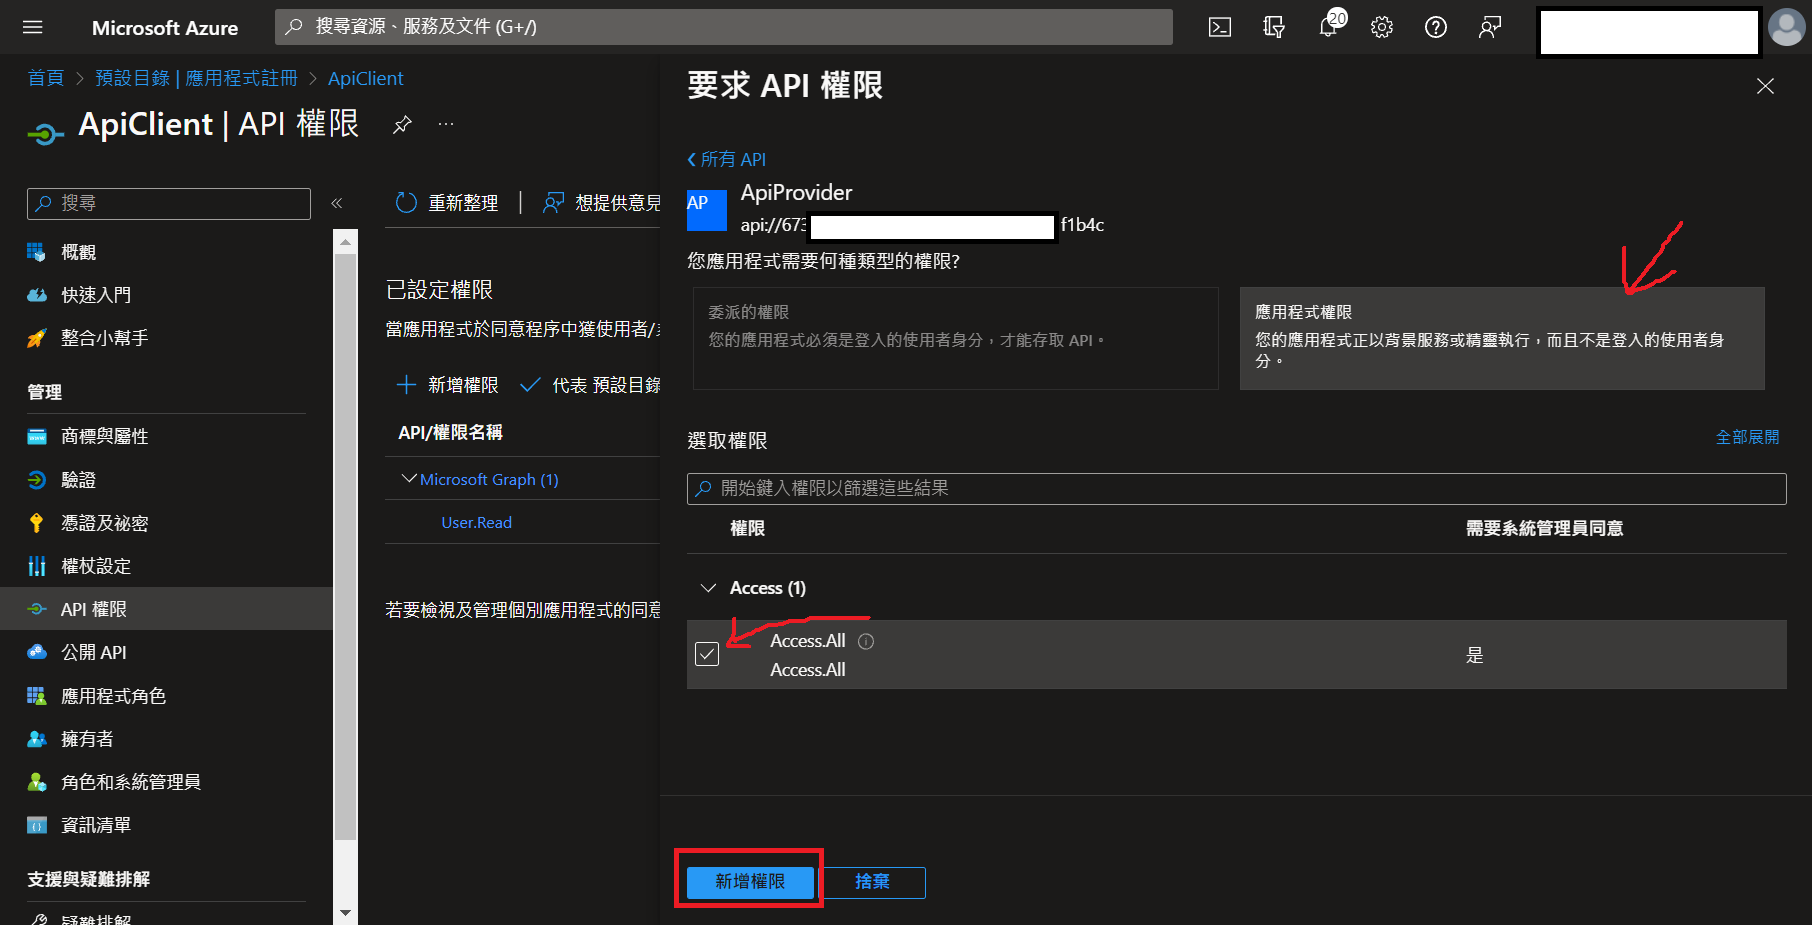 Microsoft Azure
搜尋資源、服務及文件 (G+/)
20
首頁 > 預設目錄 | 應用程式註冊 > ApiClient
ApiClient | API 權限
搜尋
概觀
快速入門
整合小幫手
管理
商標與屬性
驗證
憑證及祕密
權杖設定
API 權限
公開 API
應用程式角色
擁有者
角色和系統管理員
資訊清單
支援與疑難排解
疑難排解
重新整理
想提供意見
已設定權限
當應用程式於同意程序中獲使用者/
新增權限
代表 預設目錄
API/權限名稱
Microsoft Graph (1)
User.Read
若要檢視及管理個別應用程式的同意
要求 API 權限
所有 API
AP
ApiProvider
api://673
f1b4c
您應用程式需要何種類型的權限?
委派的權限
您的應用程式必須是登入的使用者身分，才能存取 API。
應用程式權限
您的應用程式正以背景服務或精靈執行，而且不是登入的使用者身
分。
選取權限
全部展開
開始鍵入權限以篩選這些結果
權限
需要系統管理員同意
Access (1)
Access.All
Access.All
是
新增權限
捨棄